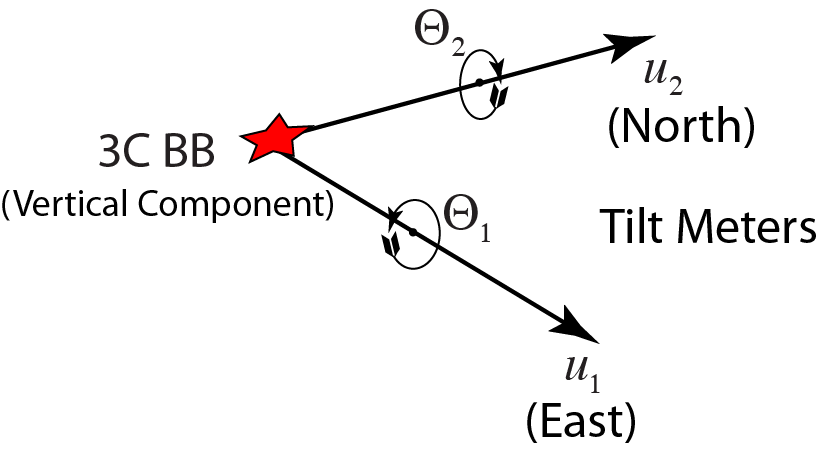 Θ₂
u₂
(North)
3C BB
(Vertical Component)
Θ₁
Tilt Meters
u₁
(East)